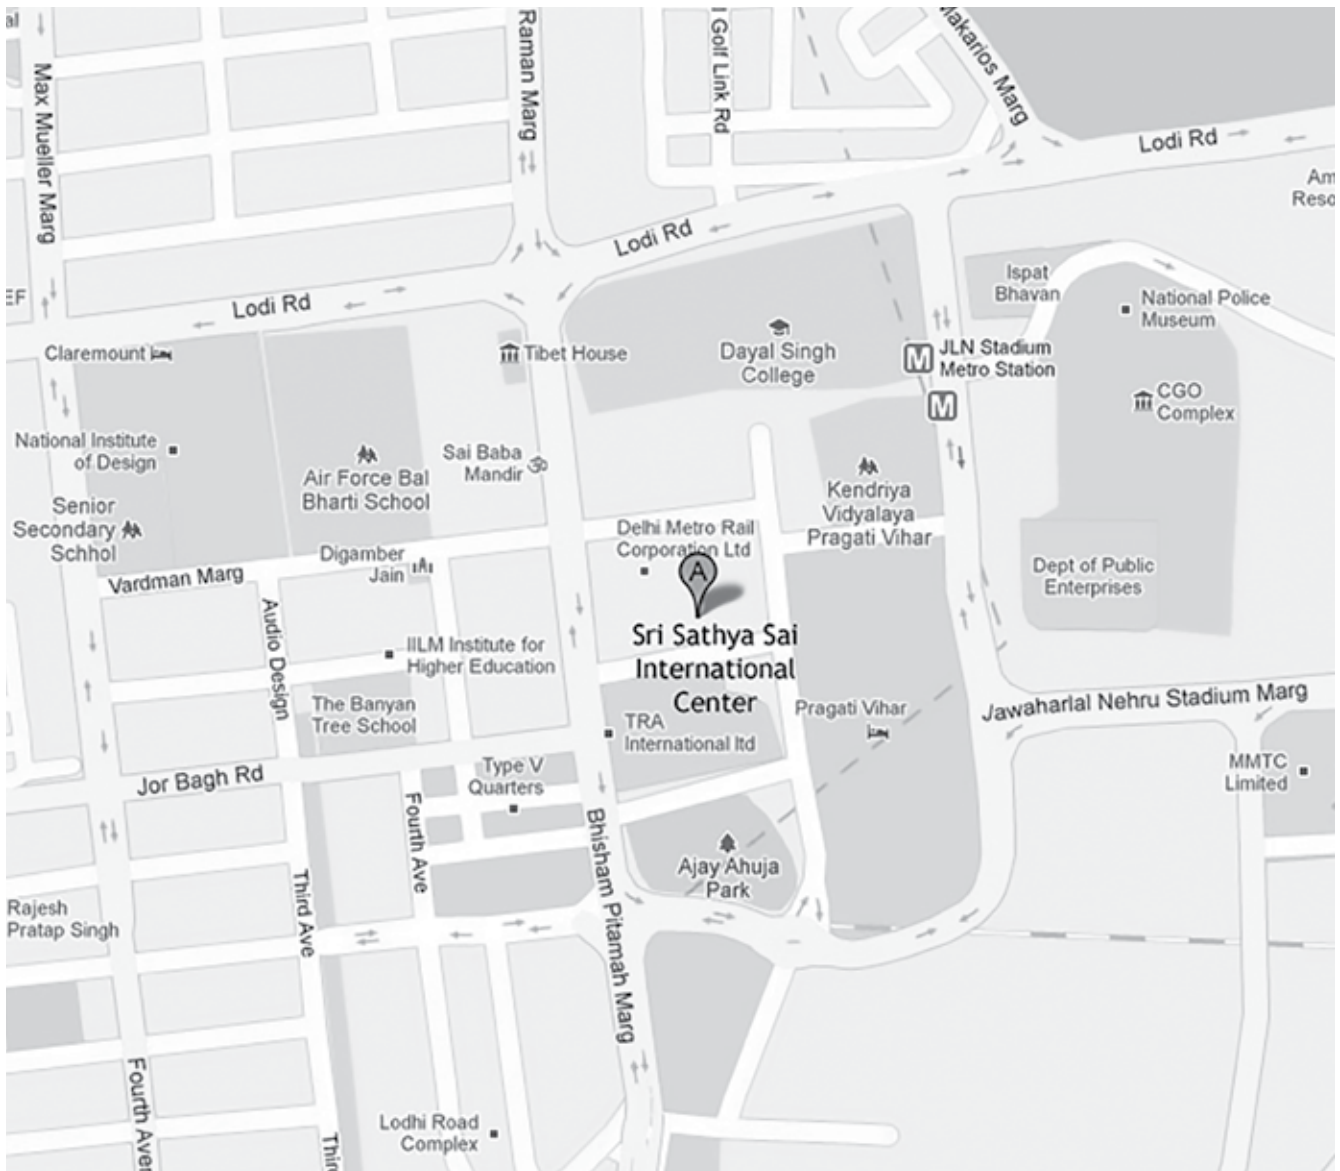 al
Max Mueller Marg
Raman Marg
Golf Link Rd
Makarios Marg
Lodi Rd
Am
Reso
Lodi Rd
Ispat
Bhavan
National Police
Museum
EF
Lodi Rd
Claremount
Tibet House
Dayal Singh
College
M
JLN Stadium
Metro Station
M
CGO
Complex
National Institute
of Design
Sai Baba
Mandir
ॐ
Air Force Bal
Bharti School
Kendriya
Vidyalaya
Pragati Vihar
Senior
Secondary
Schhol
Delhi Metro Rail
Corporation Ltd
Digamber
Jain
Vardman Marg
A
Dept of Public
Enterprises
Audio Design
IILM Institute for
Higher Education
Sri Sathya Sai
International
Center
The Banyan
Tree School
TRA
International ltd
Pragati Vihar
Jawaharlal Nehru Stadium Marg
Jor Bagh Rd
Type V
Quarters
MMTC
Limited
Fourth Ave
Bhisham Pitamah Marg
Ajay Ahuja
Park
Third Ave
Rajesh
Pratap Singh
Fourth Aven
Lodhi Road
Complex
Thir